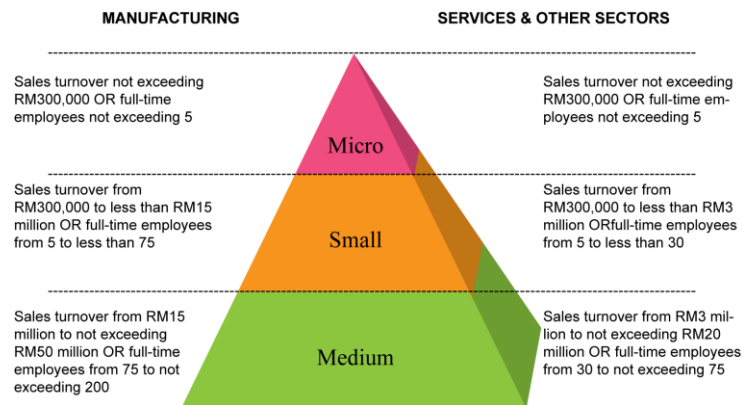 MANUFACTURING
SERVICES & OTHER SECTORS
Sales turnover not exceeding
RM300,000 OR full-time
employees not exceeding 5
Micro
Sales turnover not exceeding
RM300,000 OR full-time em-
ployees not exceeding 5
Sales turnover from
RM300,000 to less than RM15
million OR full-time employees
from 5 to less than 75
Small
Sales turnover from
RM300,000 to less than RM3
million ORfull-time employees
from 5 to less than 30
Sales turnover from RM15
million to not exceeding
RM50 million OR full-time
employees from 75 to not
exceeding 200
Medium
Sales turnover from RM3 mil-
lion to not exceeding RM20
million OR full-time employees
from 30 to not exceeding 75